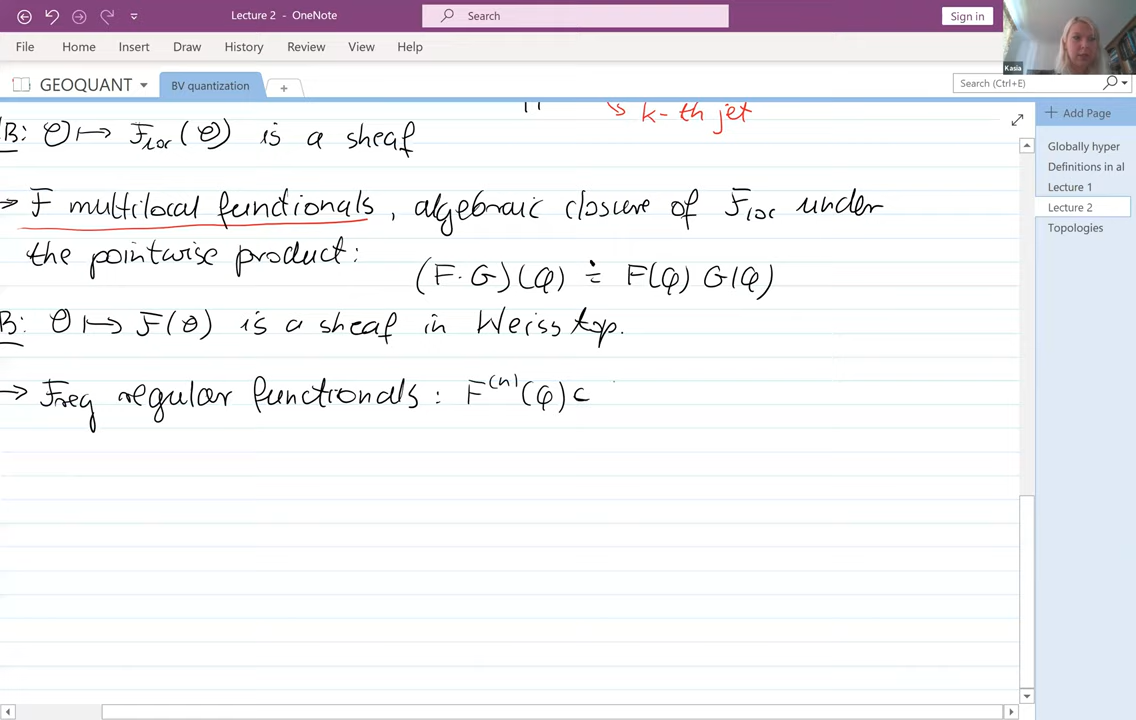 Lecture 2 - OneNote
Search
Sign in
File Home Insert Draw History Review View Help
Kasia
GEOQUANT
BV quantization
+
Search (Ctrl+E)
Add Page
Globally hyper
Definitions in al
Lecture 1
Lecture 2
Topologies
↳ k-th jet
B: O ↦ F_loc(O) is a sheaf
→ F multilocal functionals, algebraic closure of F_loc under
the pointwise product: (F·G)(φ) ≐ F(φ) G(φ)
B: O ↦ F(O) is a sheaf in Weiss top.
→ F_reg regular functionals: F^(n)(φ) c